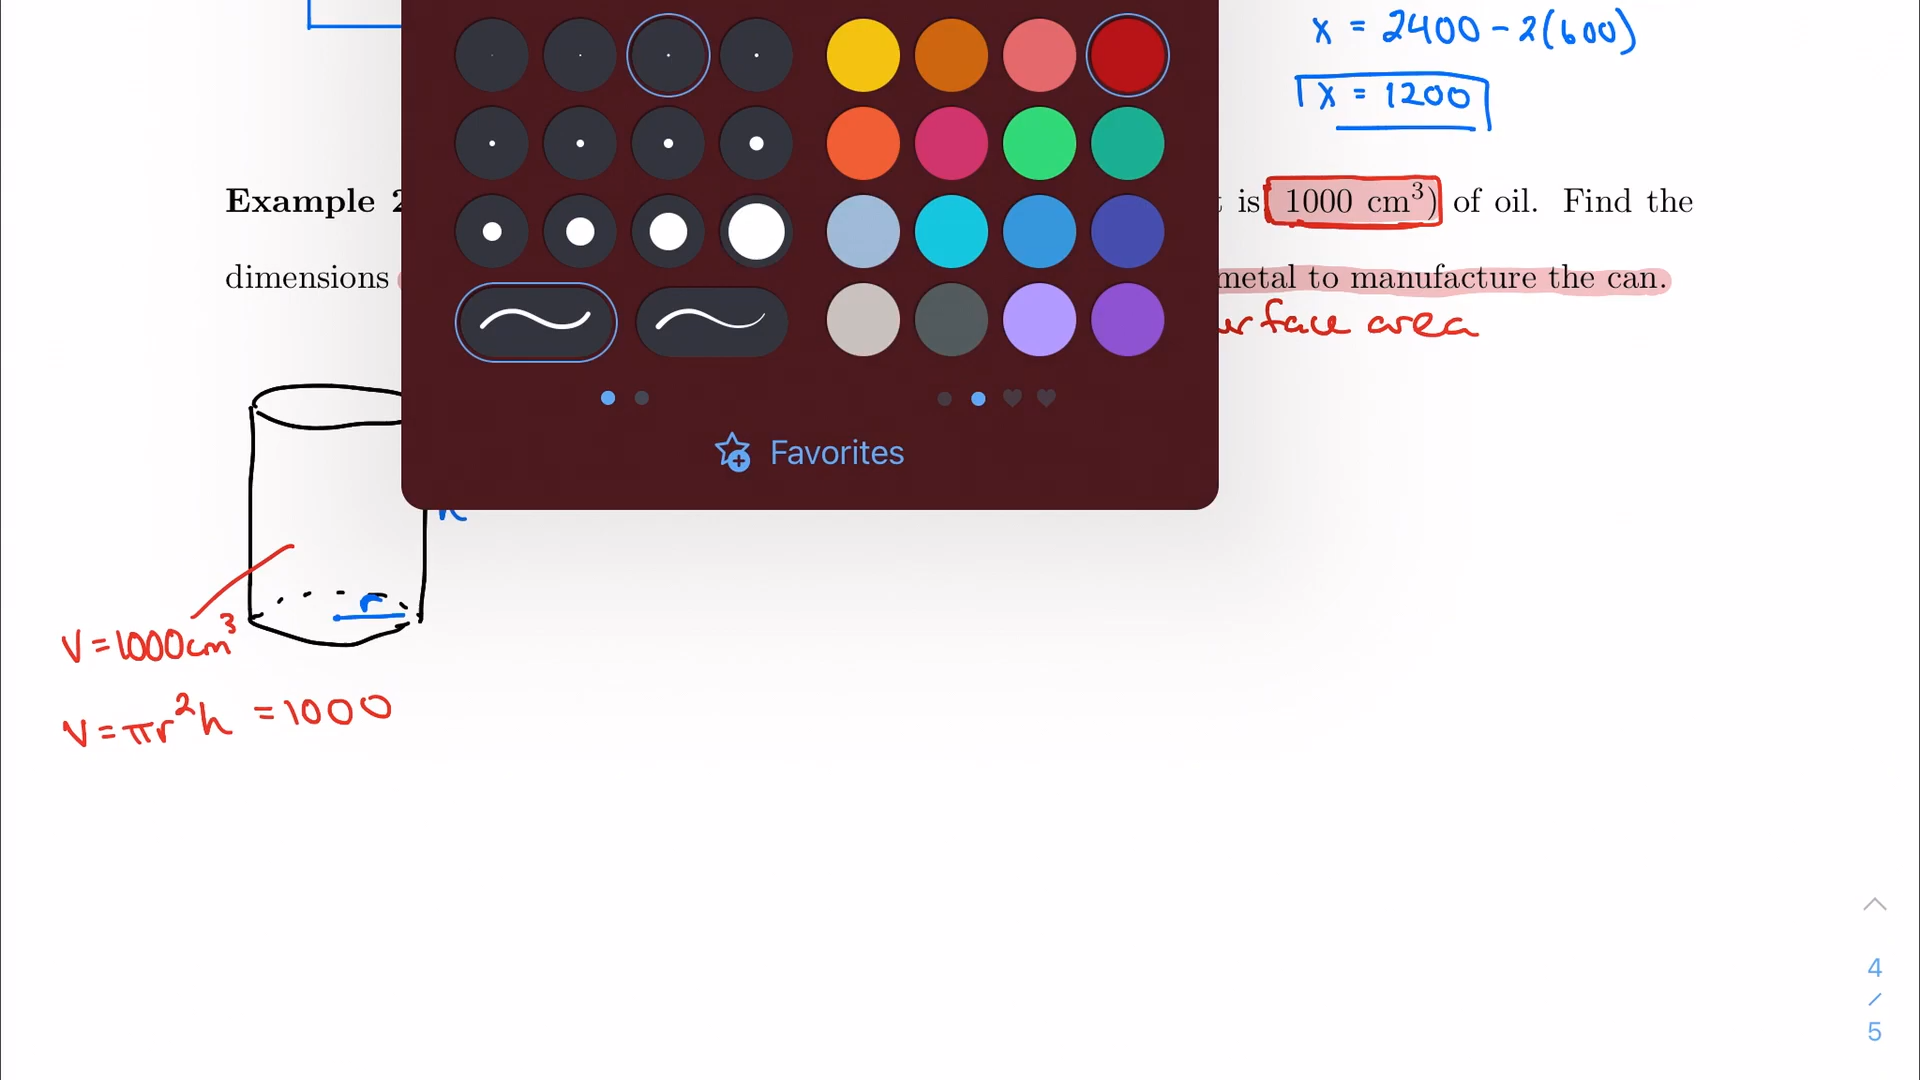 x = 2400 - 2(600)
x = 1200
Example 2
is 1000 cm³) of oil. Find the
dimensions
metal to manufacture the can.
face area
h
r
V = 1000cm³
V = πr²h = 1000
Favorites
4
/
5